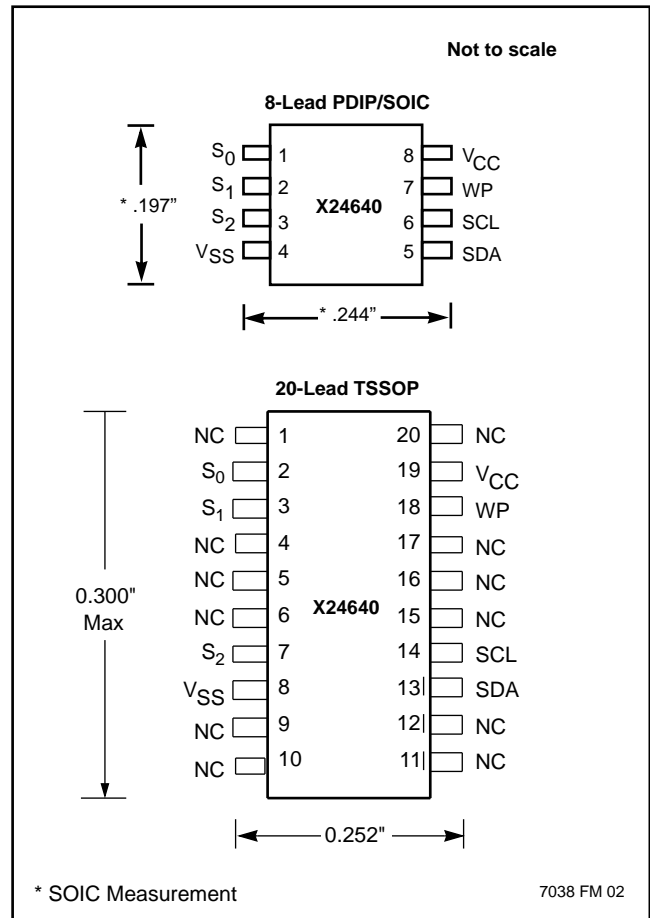 Not to scale
8-Lead PDIP/SOIC
S0 1 8 VCC
S1 2 7 WP
* .197” X24640
S2 3 6 SCL
VSS 4 5 SDA
* .244”
20-Lead TSSOP
NC 1 20 NC
S0 2 19 VCC
S1 3 18 WP
NC 4 17 NC
NC 5 16 NC
0.300"
Max
NC 6 X24640 15 NC
S2 7 14 SCL
VSS 8 13 SDA
NC 9 12 NC
NC 10 11 NC
0.252"
* SOIC Measurement
7038 FM 02